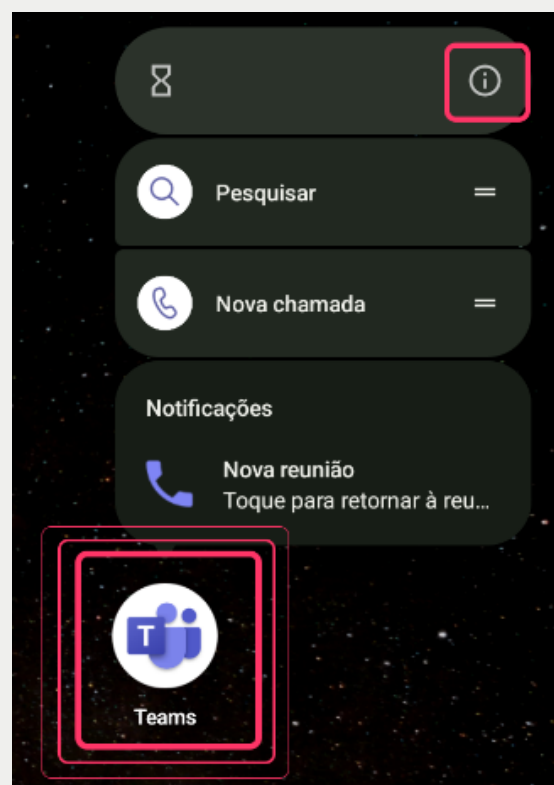 Pesquisar
Nova chamada
Notificações
Nova reunião
Toque para retornar à reu...
T
Teams